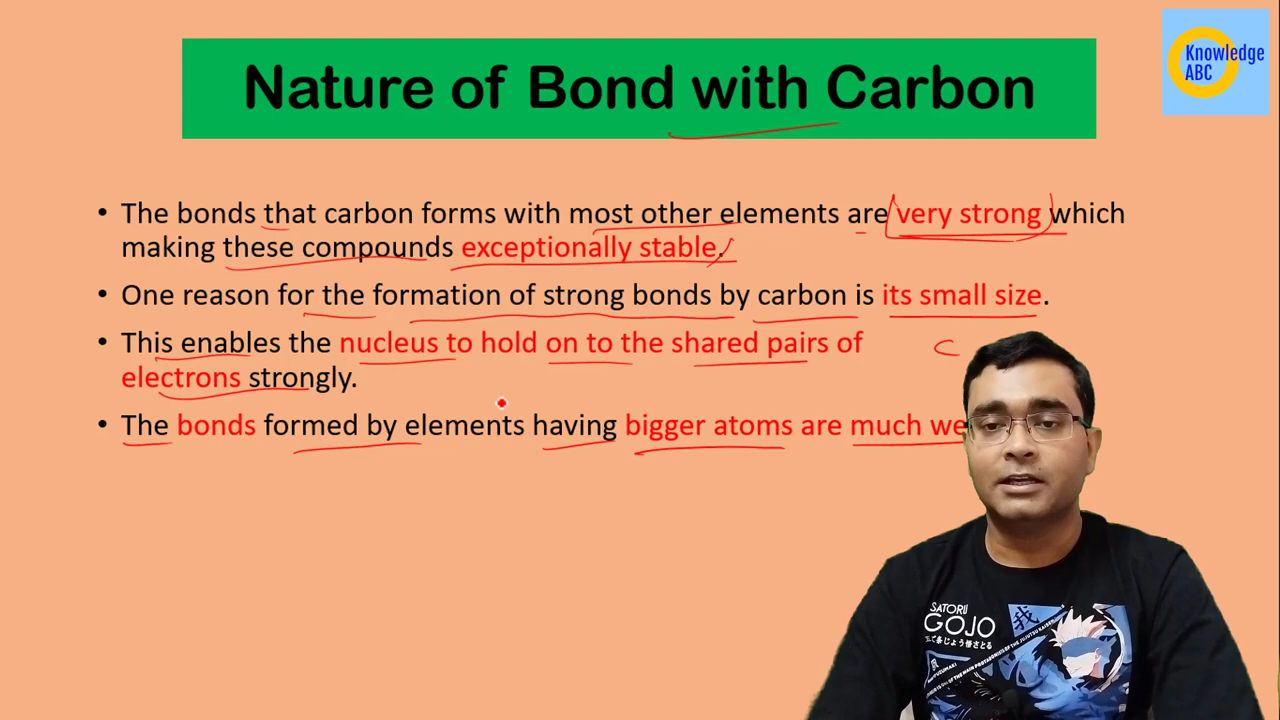 Knowledge
ABC
Nature of Bond with Carbon
• The bonds that carbon forms with most other elements are very strong which
making these compounds exceptionally stable.
• One reason for the formation of strong bonds by carbon is its small size.
• This enables the nucleus to hold on to the shared pairs of
electrons strongly.
C
• The bonds formed by elements having bigger atoms are much we
SATORU
GOJO
我